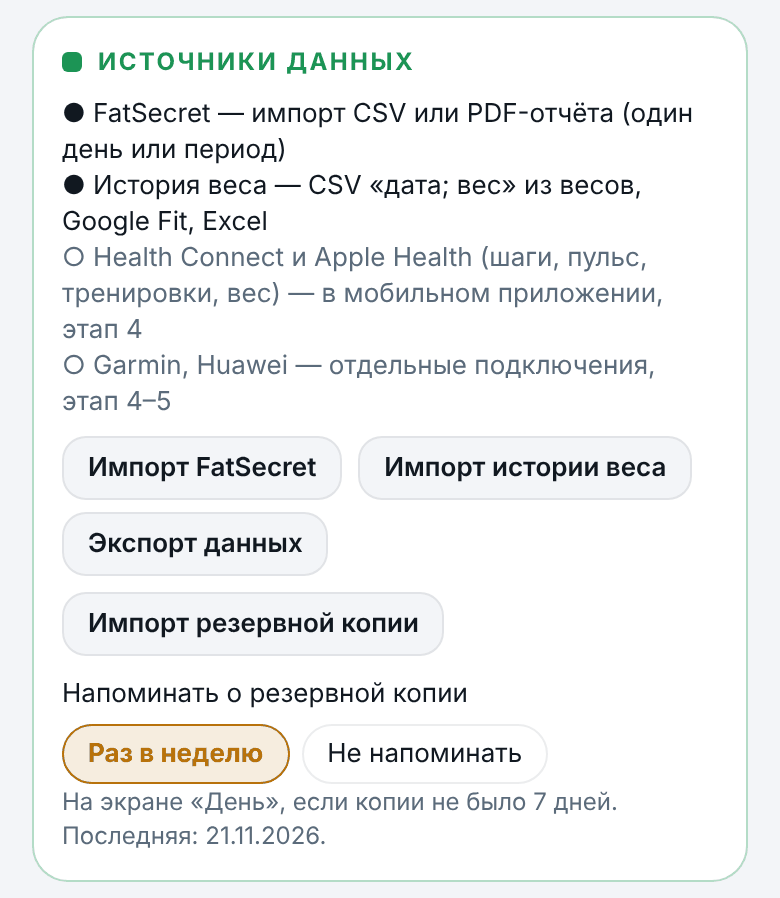 ИСТОЧНИКИ ДАННЫХ
● FatSecret — импорт CSV или PDF-отчёта (один
день или период)
● История веса — CSV «дата; вес» из весов,
Google Fit, Excel
○ Health Connect и Apple Health (шаги, пульс,
тренировки, вес) — в мобильном приложении,
этап 4
○ Garmin, Huawei — отдельные подключения,
этап 4–5
Импорт FatSecret
Импорт истории веса
Экспорт данных
Импорт резервной копии
Напоминать о резервной копии
Раз в неделю
Не напоминать
На экране «День», если копии не было 7 дней.
Последняя: 21.11.2026.